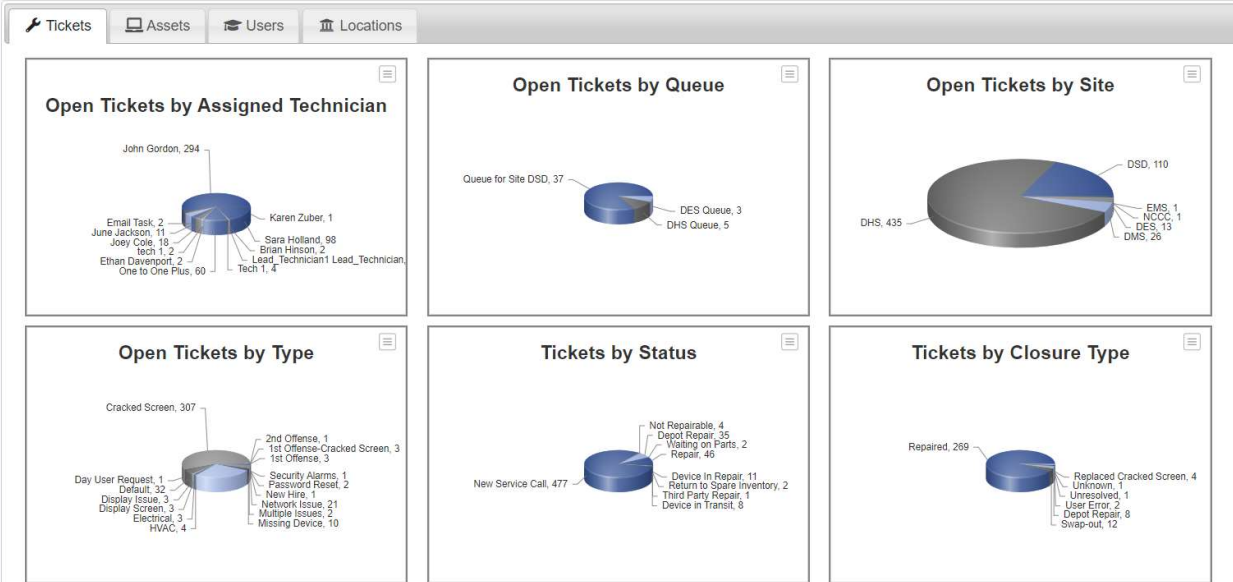 Tickets
Assets
Users
Locations
Open Tickets by Assigned Technician
John Gordon, 294
Karen Zuber, 1
Email Task, 2
June Jackson, 11
Joey Cole, 18
tech 1, 2
Ethan Davenport, 2
One to One Plus, 60
Sara Holland, 98
Brian Hinson, 2
Lead_Technician1 Lead_Technician,
Tech 1, 4
Open Tickets by Queue
Queue for Site DSD, 37
DES Queue, 3
DHS Queue, 5
Open Tickets by Site
DSD, 110
DHS, 435
EMS, 1
NCCC, 1
DES, 13
DMS, 26
Open Tickets by Type
Cracked Screen, 307
2nd Offense, 1
1st Offense-Cracked Screen, 3
1st Offense, 3
Day User Request, 1
Default, 32
Display Issue, 3
Display Screen, 3
Electrical, 3
HVAC, 4
Security Alarms, 1
Password Reset, 2
New Hire, 1
Network Issue, 21
Multiple Issues, 2
Missing Device, 10
Tickets by Status
Not Repairable, 4
Depot Repair, 35
Waiting on Parts, 2
Repair, 46
New Service Call, 477
Device In Repair, 11
Return to Spare Inventory, 2
Third Party Repair, 1
Device in Transit, 8
Tickets by Closure Type
Repaired, 269
Replaced Cracked Screen, 4
Unknown, 1
Unresolved, 1
User Error, 2
Depot Repair, 8
Swap-out, 12